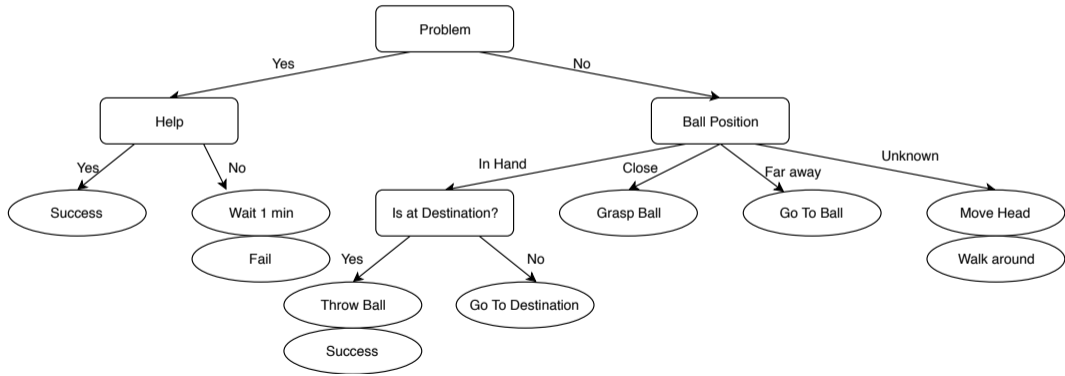 Problem
Yes
No
Help
Ball Position
Yes
No
In Hand
Close
Far away
Unknown
Success
Wait 1 min
Is at Destination?
Grasp Ball
Go To Ball
Move Head
Fail
Walk around
Yes
No
Throw Ball
Go To Destination
Success